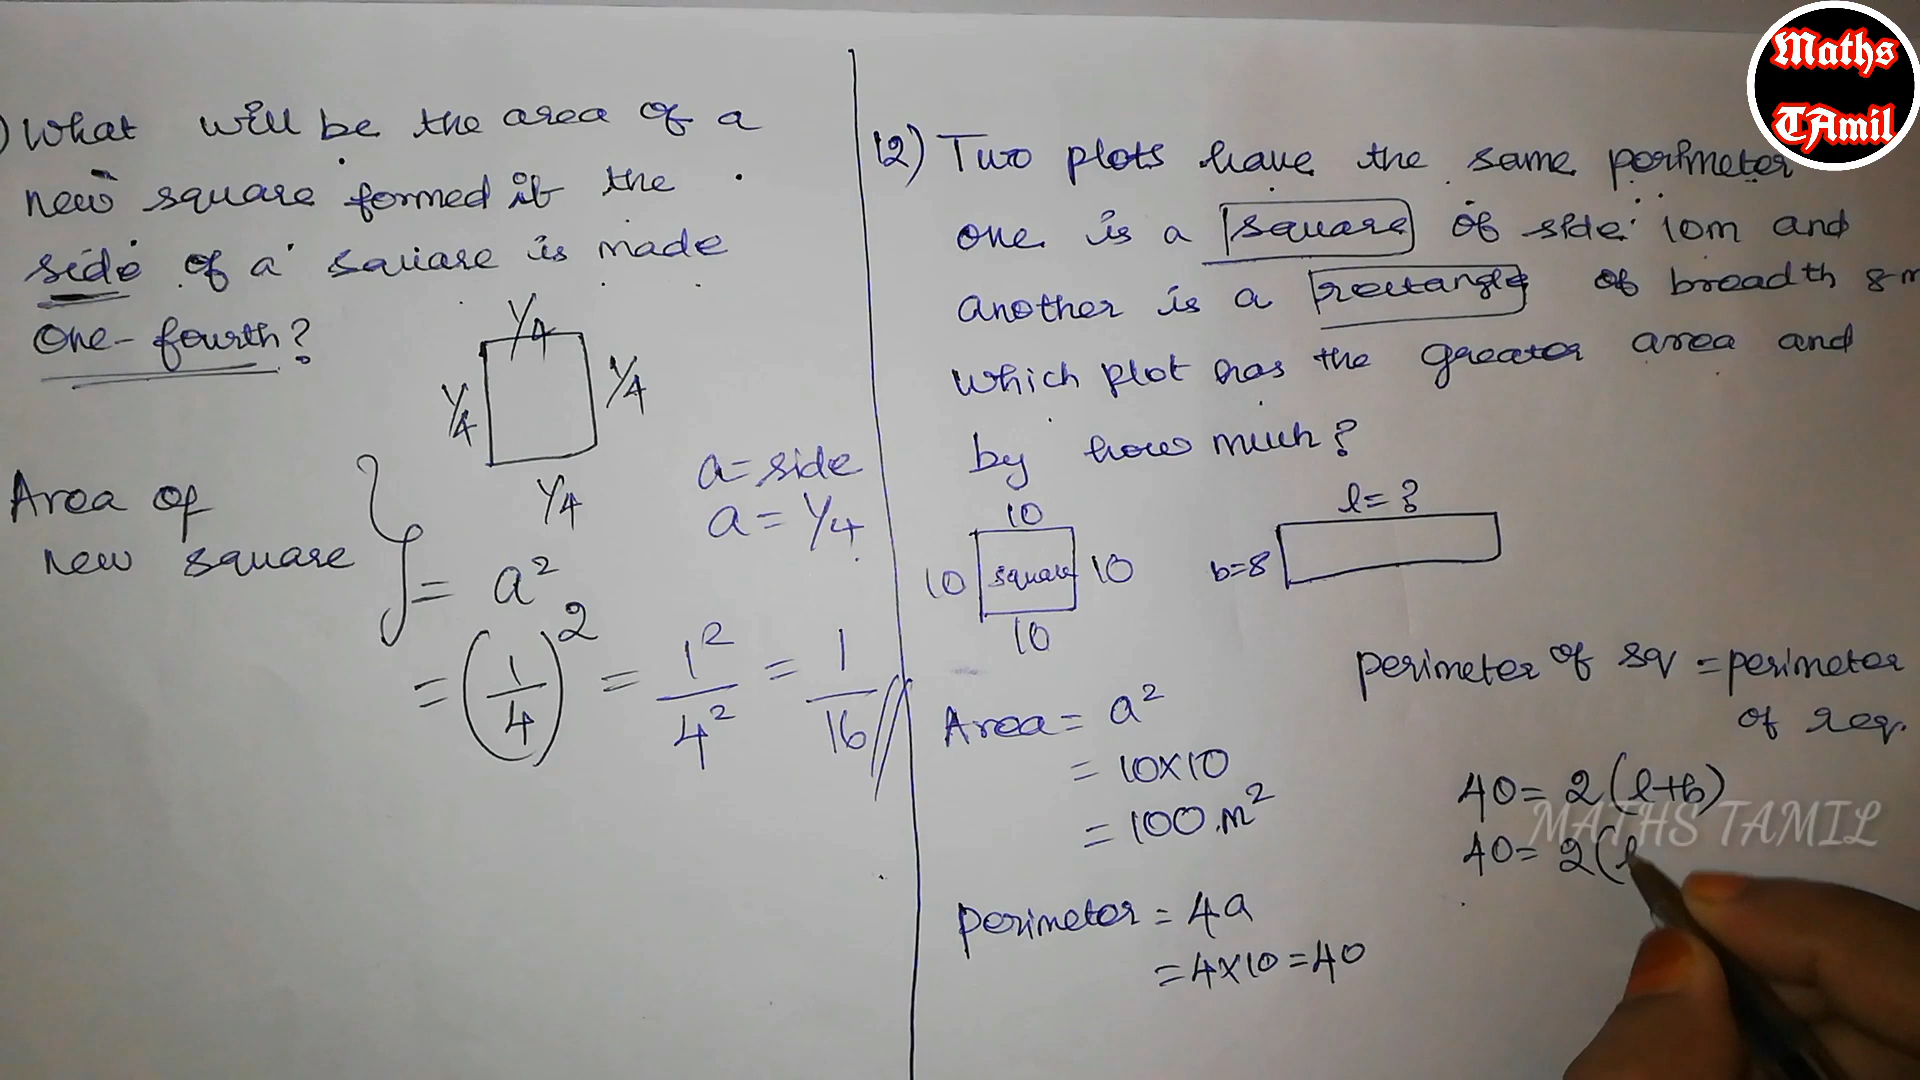 ) What will be the area of a
new square formed if the
side of a square is made
one-fourth?
1/4
1/4
1/4
1/4
a = side
a = 1/4
Area of
new square
= a²
= (1/4)² = 1²/4² = 1/16 //
12) Two plots have the same perimeter
one is a square of side 10m and
another is a rectangle of breadth 8m
which plot has the greater area and
by how much?
10
10 square 10
10
l = ?
b=8
Area = a²
= 10×10
= 100 m²
perimeter = 4a
= 4×10 = 40
perimeter of sq = perimeter
of req.
40 = 2(l+b)
40 = 2(l
Maths
TAmil
MATHS TAMIL